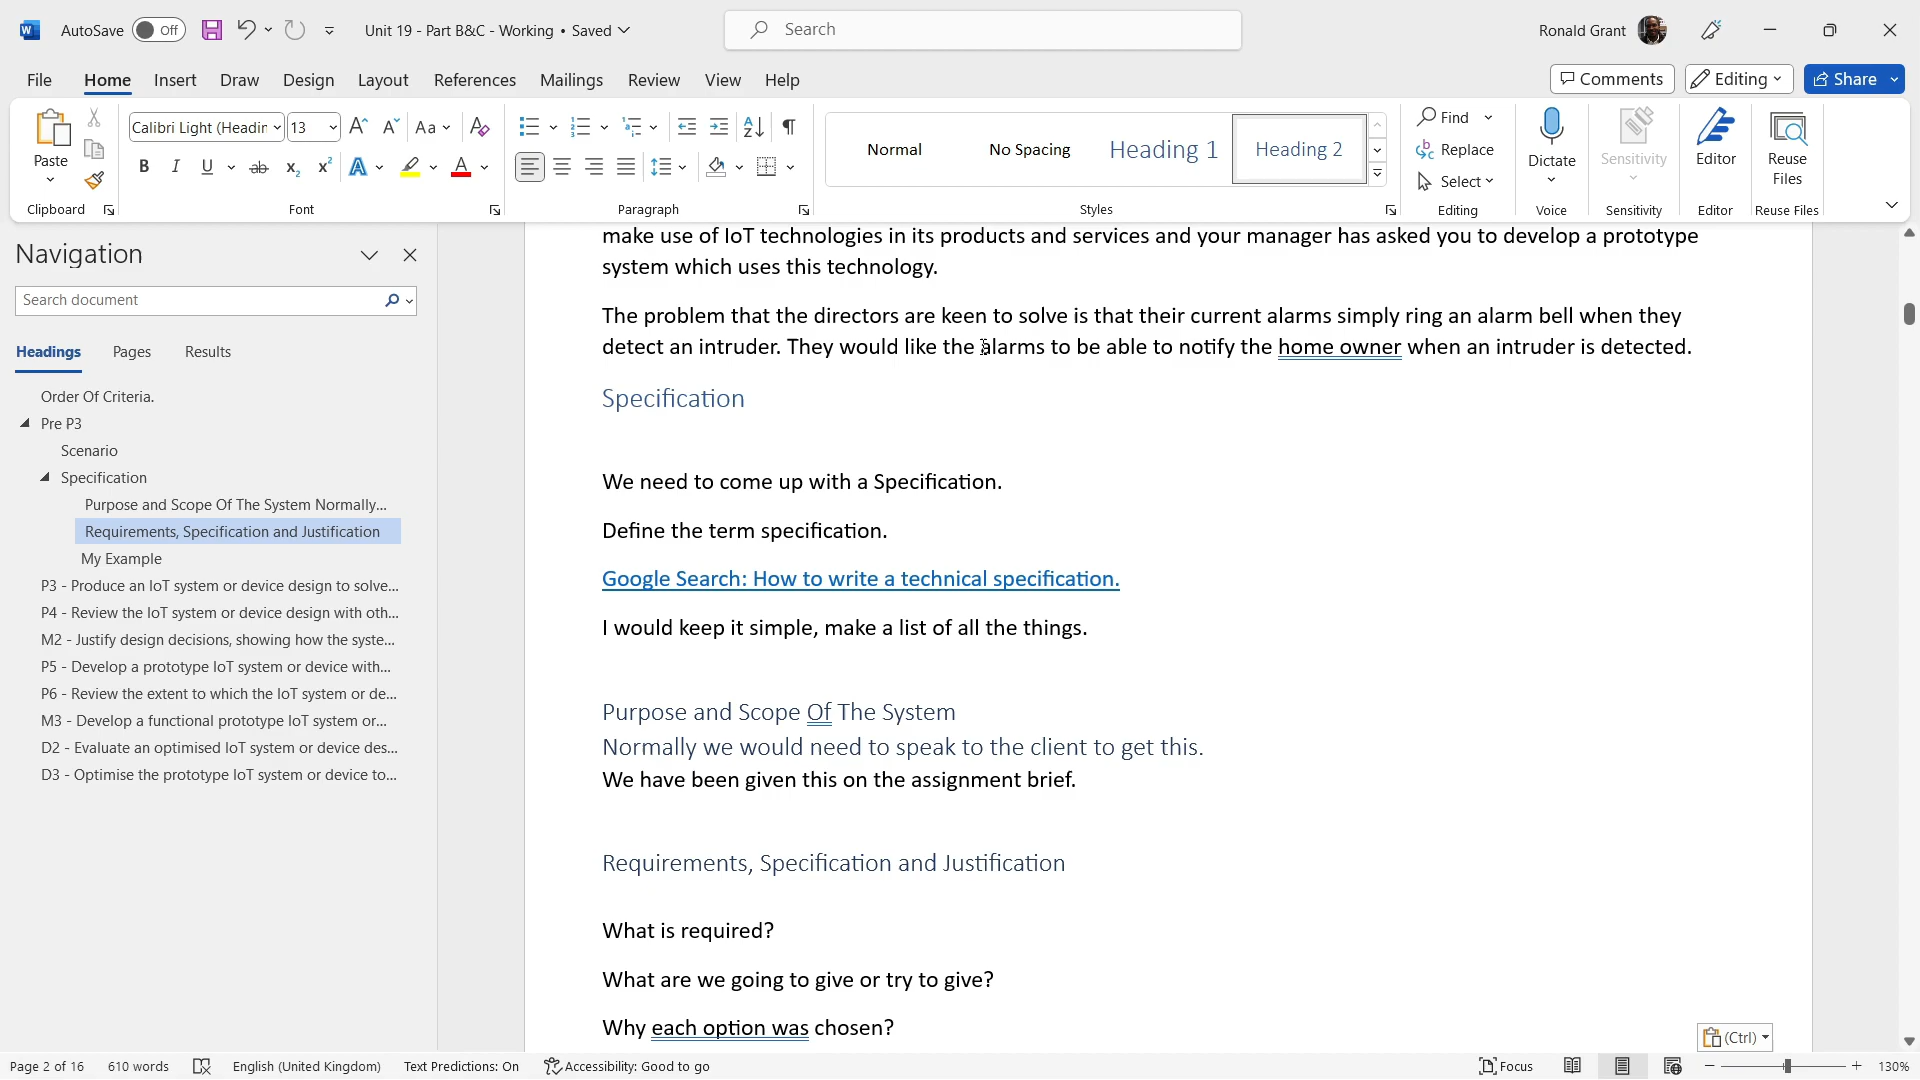 AutoSave Off Unit 19 - Part B&C - Working • Saved Search Ronald Grant
File Home Insert Draw Design Layout References Mailings Review View Help Comments Editing Share
Paste
Clipboard
Calibri Light (Headin 13
Font
Paragraph
Normal No Spacing Heading 1 Heading 2
Styles
Find
Replace
Select
Editing
Dictate
Voice
Sensitivity
Sensitivity
Editor
Editor
Reuse
Files
Reuse Files
Navigation
Search document
Headings Pages Results
Order Of Criteria.
Pre P3
Scenario
Specification
Purpose and Scope Of The System Normally...
Requirements, Specification and Justification
My Example
P3 - Produce an IoT system or device design to solve...
P4 - Review the IoT system or device design with oth...
M2 - Justify design decisions, showing how the syste...
P5 - Develop a prototype IoT system or device with...
P6 - Review the extent to which the IoT system or de...
M3 - Develop a functional prototype IoT system or...
D2 - Evaluate an optimised IoT system or device des...
D3 - Optimise the prototype IoT system or device to...
make use of IoT technologies in its products and services and your manager has asked you to develop a prototype
system which uses this technology.
The problem that the directors are keen to solve is that their current alarms simply ring an alarm bell when they
detect an intruder. They would like the alarms to be able to notify the home owner when an intruder is detected.
Specification
We need to come up with a Specification.
Define the term specification.
Google Search: How to write a technical specification.
I would keep it simple, make a list of all the things.
Purpose and Scope Of The System
Normally we would need to speak to the client to get this.
We have been given this on the assignment brief.
Requirements, Specification and Justification
What is required?
What are we going to give or try to give?
Why each option was chosen?
(Ctrl)
Page 2 of 16 610 words English (United Kingdom) Text Predictions: On Accessibility: Good to go Focus 130%